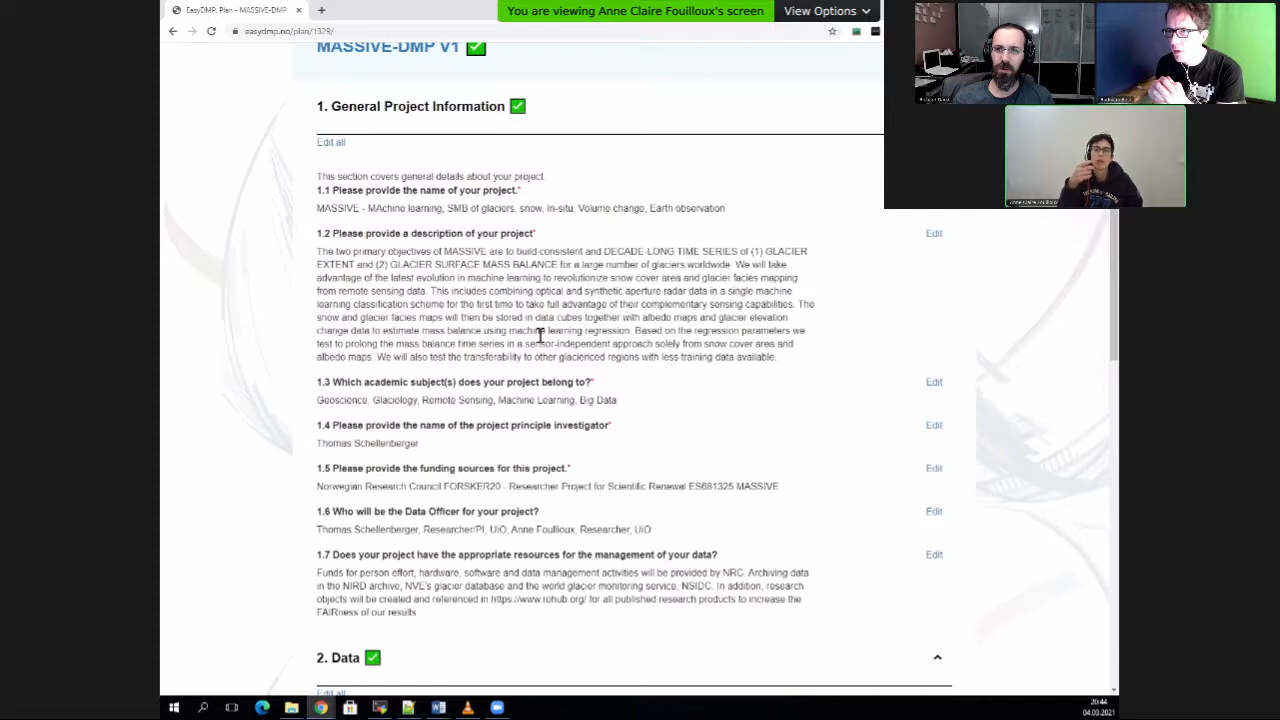 EasyDMP, Plan - MASSIVE-DMP
You are viewing Anne Claire Fouilloux's screen
View Options
easydmp.no/plan/1329/
MASSIVE-DMP V1
1. General Project Information
Edit all
This section covers general details about your project.
1.1 Please provide the name of your project.*
MASSIVE - MAchine learning, SMB of glaciers, snow, In-situ, Volume change, Earth observation
1.2 Please provide a description of your project*
Edit
The two primary objectives of MASSIVE are to build consistent and DECADE-LONG TIME SERIES of (1) GLACIER
EXTENT and (2) GLACIER SURFACE MASS BALANCE for a large number of glaciers worldwide. We will take
advantage of the latest evolution in machine learning to revolutionize snow cover area and glacier facies mapping
from remote sensing data. This includes combining optical and synthetic aperture radar data in a single machine
learning classification scheme for the first time to take full advantage of their complementary sensing capabilities. The
snow and glacier facies maps will then be stored in data cubes together with albedo maps and glacier elevation
change data to estimate mass balance using machine learning regression. Based on the regression parameters we
test to prolong the mass balance time series in a sensor-independent approach solely from snow cover area and
albedo maps. We will also test the transferability to other glacierized regions with less training data available.
1.3 Which academic subject(s) does your project belong to?*
Edit
Geoscience, Glaciology, Remote Sensing, Machine Learning, Big Data
1.4 Please provide the name of the project principle investigator*
Edit
Thomas Schellenberger
1.5 Please provide the funding sources for this project.*
Edit
Norwegian Research Council FORSKER20 - Researcher Project for Scientific Renewal ES681325 MASSIVE
1.6 Who will be the Data Officer for your project?
Edit
Thomas Schellenberger, Researcher/PI, UiO; Anne Foullioux, Researcher, UiO
1.7 Does your project have the appropriate resources for the management of your data?
Edit
Funds for person effort, hardware, software and data management activities will be provided by NRC. Archiving data
in the NIRD archive, NVE's glacier database and the world glacier monitoring service, NSIDC. In addition, research
objects will be created and referenced in https://www.rohub.org/ for all published research products to increase the
FAIRness of our results
2. Data
Edit all
Anne Claire Fouilloux
20:44
04.03.2021